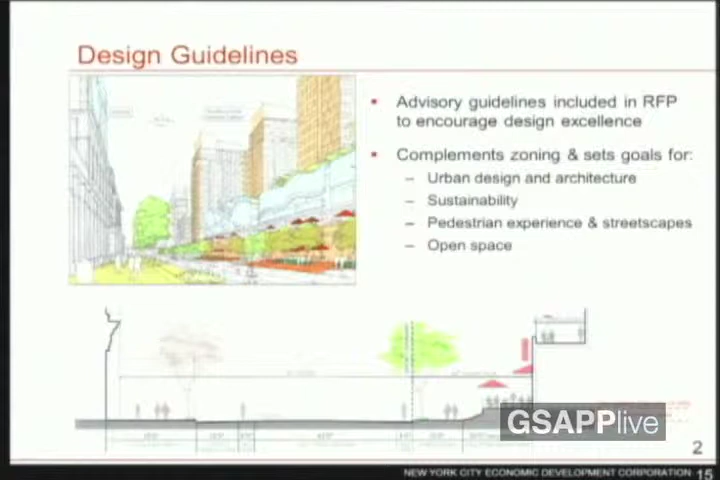 Design Guidelines
Advisory guidelines included in RFP
to encourage design excellence
Complements zoning & sets goals for:
– Urban design and architecture
– Sustainability
– Pedestrian experience & streetscapes
– Open space
GSAPPlive
2
NEW YORK CITY ECONOMIC DEVELOPMENT CORPORATION 15